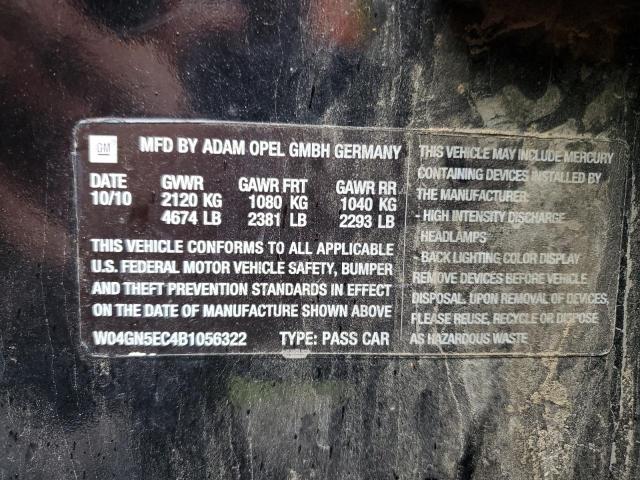 GM
MFD BY ADAM OPEL GMBH GERMANY
DATE GVWR GAWR FRT GAWR RR
10/10 2120 KG 1080 KG 1040 KG
4674 LB 2381 LB 2293 LB
THIS VEHICLE CONFORMS TO ALL APPLICABLE
U.S. FEDERAL MOTOR VEHICLE SAFETY, BUMPER
AND THEFT PREVENTION STANDARDS IN EFFECT
ON THE DATE OF MANUFACTURE SHOWN ABOVE
W04GN5EC4B1056322 TYPE: PASS CAR
THIS VEHICLE MAY INCLUDE MERCURY
CONTAINING DEVICES INSTALLED BY
THE MANUFACTURER:
- HIGH INTENSITY DISCHARGE
HEADLAMPS
- BACK LIGHTING COLOR DISPLAY
REMOVE DEVICES BEFORE VEHICLE
DISPOSAL. UPON REMOVAL OF DEVICES
PLEASE REUSE, RECYCLE OR DISPOSE
AS HAZARDOUS WASTE